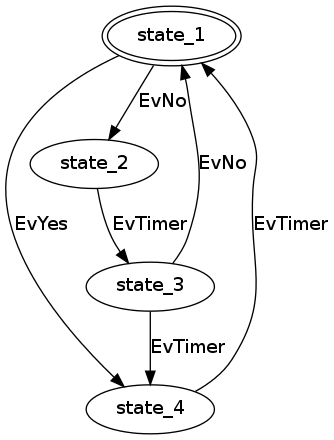 state_1
EvNo
state_2
EvNo
EvYes
EvTimer
EvTimer
state_3
EvTimer
state_4